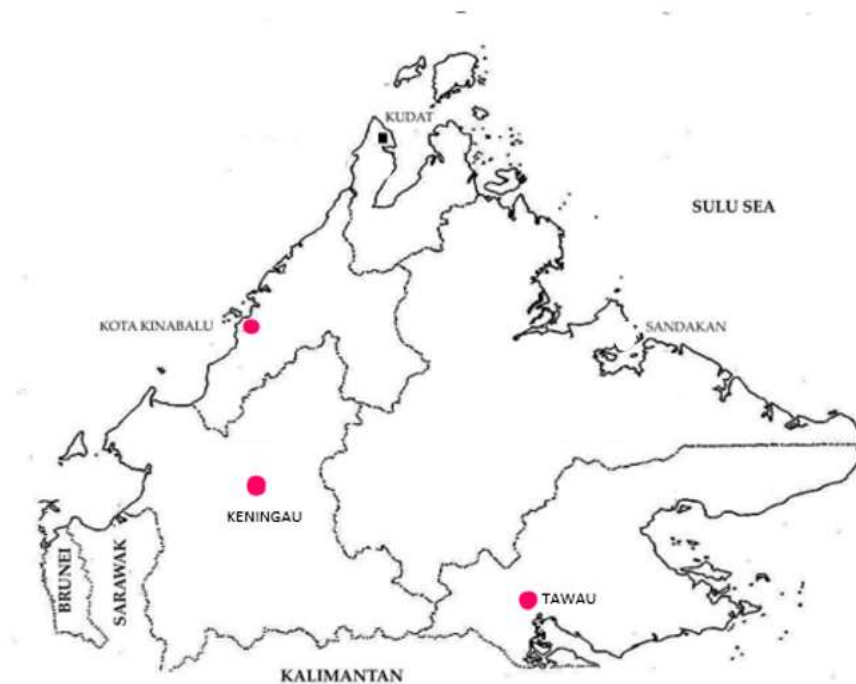 KUDAT
SULU SEA
KOTA KINABALU
SANDAKAN
KENINGAU
BRUNEI
SARAWAK
TAWAU
KALIMANTAN